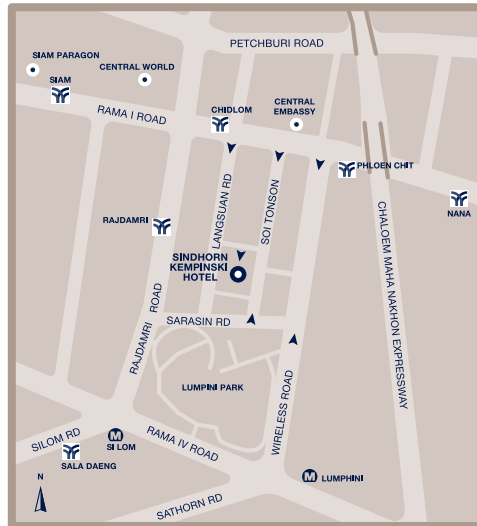 PETCHBURI ROAD
SIAM PARAGON
CENTRAL WORLD
SIAM
RAMA I ROAD
CHIDLOM
CENTRAL
EMBASSY
PHLOEN CHIT
NANA
LANGSUAN RD
SOI TONSON
RAJDAMRI
SINDHORN
KEMPINSKI
HOTEL
CHALOEM MAHA NAKHON EXPRESSWAY
RAJDAMRI ROAD
SARASIN RD
LUMPINI PARK
WIRELESS ROAD
SILOM RD
M
SI LOM
RAMA IV ROAD
SALA DAENG
M
LUMPHINI
N
SATHORN RD